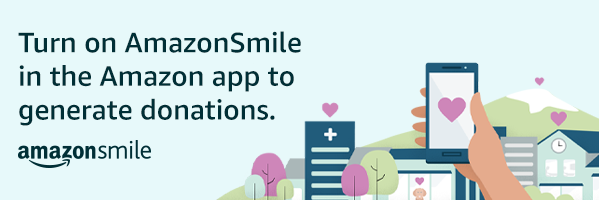 Turn on AmazonSmile
in the Amazon app to
generate donations.
amazonsmile